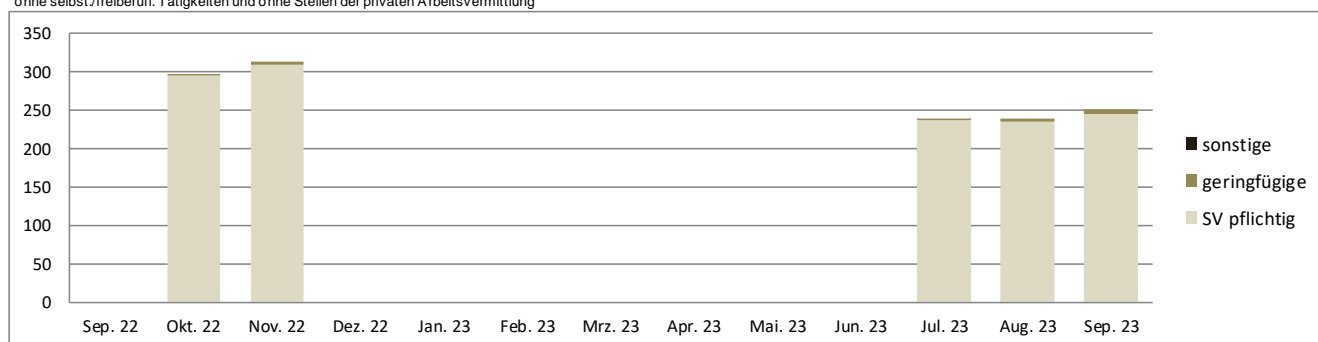 ohne selbst./freiberufl. Tätigkeiten und ohne Stellen der privaten Arbeitsvermittlung
350
300
250
200
150
100
50
0
Sep. 22 Okt. 22 Nov. 22 Dez. 22 Jan. 23 Feb. 23 Mrz. 23 Apr. 23 Mai. 23 Jun. 23 Jul. 23 Aug. 23 Sep. 23
sonstige
geringfügige
SV pflichtig